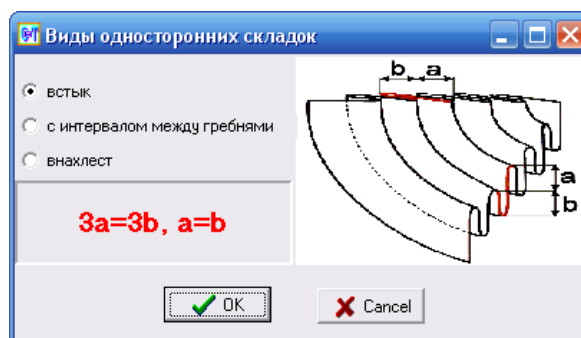 Виды односторонних складок
встык
с интервалом между гребнями
внахлест
3a=3b, a=b
b a
a
b
OK
Cancel